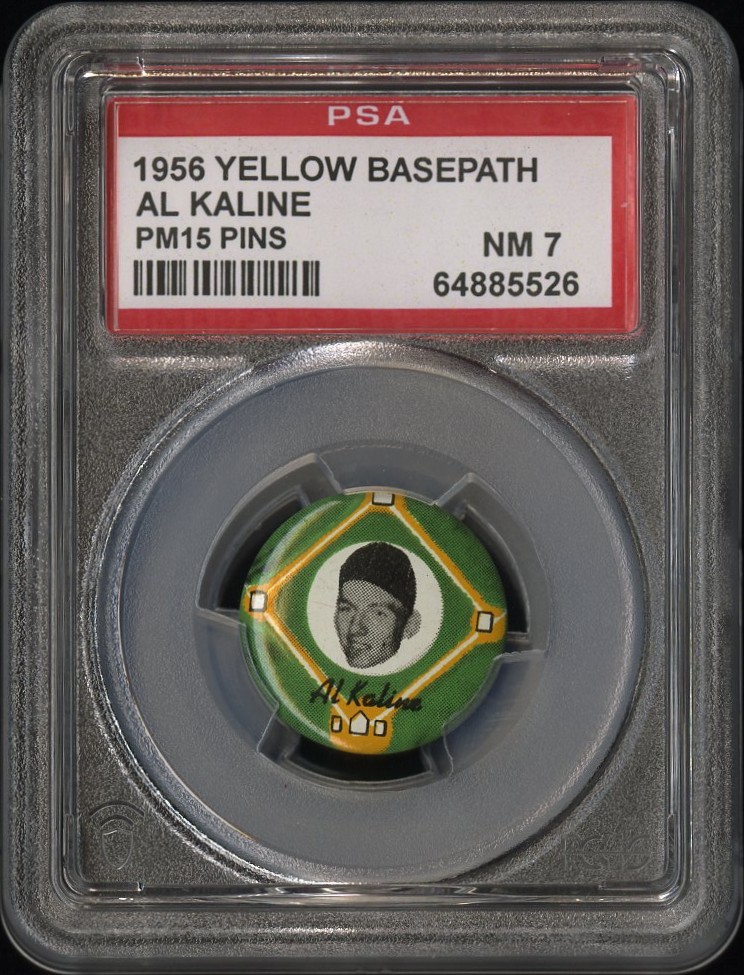 PSA
1956 YELLOW BASEPATH
AL KALINE
PM15 PINS
NM 7
64885526
Al Kaline